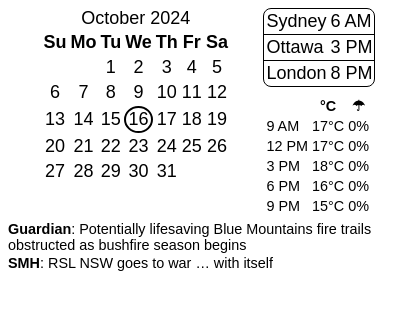 October 2024
Su Mo Tu We Th Fr Sa
1 2 3 4 5
6 7 8 9 10 11 12
13 14 15 16 17 18 19
20 21 22 23 24 25 26
27 28 29 30 31
Sydney 6 AM
Ottawa 3 PM
London 8 PM
°C ☂
9 AM 17°C 0%
12 PM 17°C 0%
3 PM 18°C 0%
6 PM 16°C 0%
9 PM 15°C 0%
Guardian: Potentially lifesaving Blue Mountains fire trails
obstructed as bushfire season begins
SMH: RSL NSW goes to war … with itself